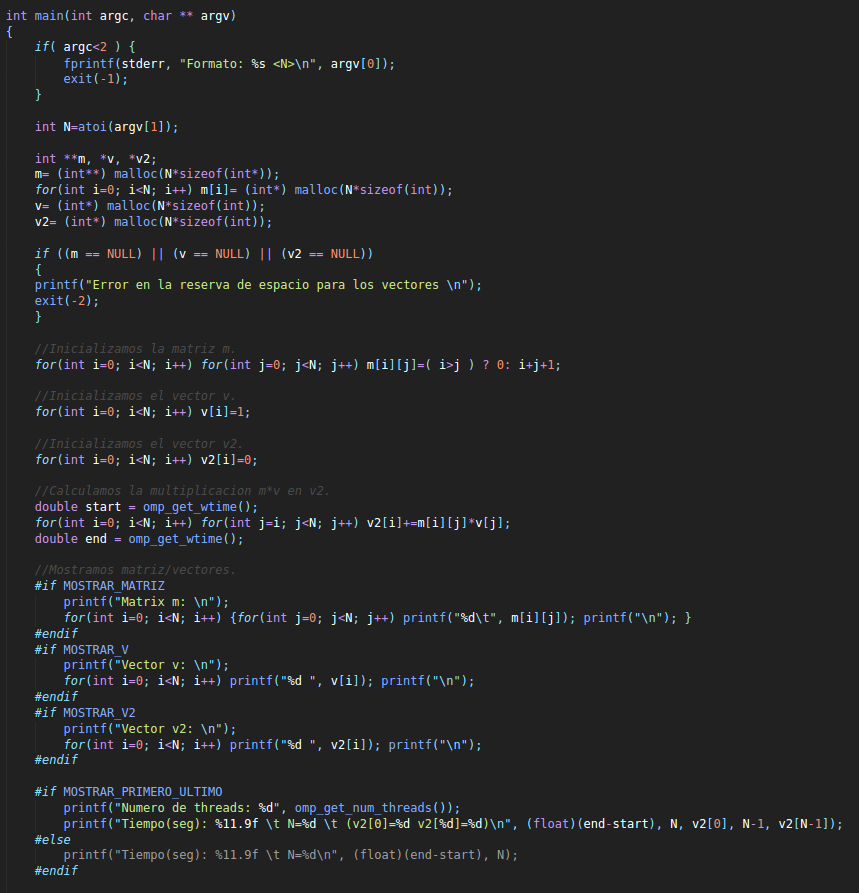 int main(int argc, char ** argv)
{
    if( argc<2 ) {
        fprintf(stderr, "Formato: %s <N>\n", argv[0]);
        exit(-1);
    }

    int N=atoi(argv[1]);

    int **m, *v, *v2;
    m= (int**) malloc(N*sizeof(int*));
    for(int i=0; i<N; i++) m[i]= (int*) malloc(N*sizeof(int));
    v= (int*) malloc(N*sizeof(int));
    v2= (int*) malloc(N*sizeof(int));

    if ((m == NULL) || (v == NULL) || (v2 == NULL))
    {
    printf("Error en la reserva de espacio para los vectores \n");
    exit(-2);
    }

    //Inicializamos la matriz m.
    for(int i=0; i<N; i++) for(int j=0; j<N; j++) m[i][j]=( i>j ) ? 0: i+j+1;

    //Inicializamos el vector v.
    for(int i=0; i<N; i++) v[i]=1;

    //Inicializamos el vector v2.
    for(int i=0; i<N; i++) v2[i]=0;

    //Calculamos la multiplicacion m*v en v2.
    double start = omp_get_wtime();
    for(int i=0; i<N; i++) for(int j=i; j<N; j++) v2[i]+=m[i][j]*v[j];
    double end = omp_get_wtime();

    //Mostramos matriz/vectores.
    #if MOSTRAR_MATRIZ
        printf("Matrix m: \n");
        for(int i=0; i<N; i++) {for(int j=0; j<N; j++) printf("%d\t", m[i][j]); printf("\n"); }
    #endif
    #if MOSTRAR_V
        printf("Vector v: \n");
        for(int i=0; i<N; i++) printf("%d ", v[i]); printf("\n");
    #endif
    #if MOSTRAR_V2
        printf("Vector v2: \n");
        for(int i=0; i<N; i++) printf("%d ", v2[i]); printf("\n");
    #endif

    #if MOSTRAR_PRIMERO_ULTIMO
        printf("Numero de threads: %d", omp_get_num_threads());
        printf("Tiempo(seg): %11.9f \t N=%d \t (v2[0]=%d v2[%d]=%d)\n", (float)(end-start), N, v2[0], N-1, v2[N-1]);
    #else
        printf("Tiempo(seg): %11.9f \t N=%d\n", (float)(end-start), N);
    #endif